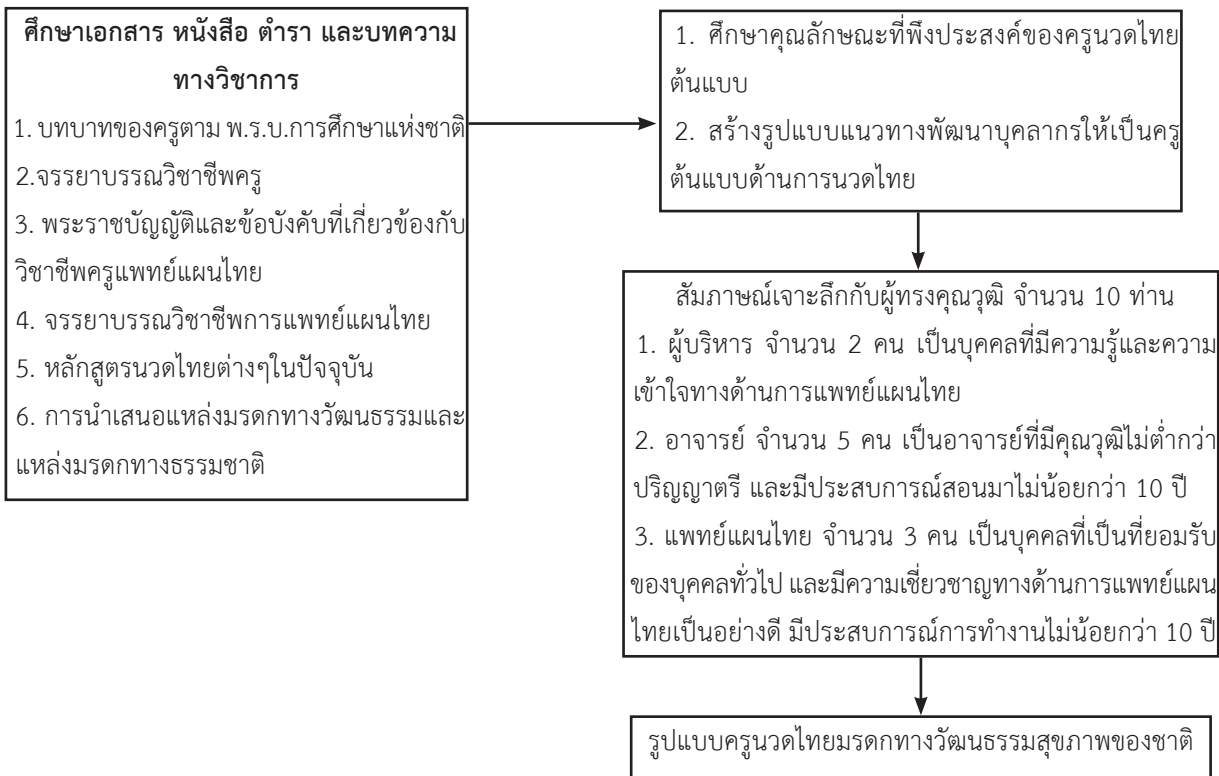 ศึกษาเอกสาร หนังสือ ตำรา และบทความ
ทางวิชาการ
1. บทบาทของครูตาม พ.ร.บ.การศึกษาแห่งชาติ
2.จรรยาบรรณวิชาชีพครู
3. พระราชบัญญัติและข้อบังคับที่เกี่ยวข้องกับ
วิชาชีพครูแพทย์แผนไทย
4. จรรยาบรรณวิชาชีพการแพทย์แผนไทย
5. หลักสูตรนวดไทยต่างๆในปัจจุบัน
6. การนำเสนอแหล่งมรดกทางวัฒนธรรมและ
แหล่งมรดกทางธรรมชาติ
1. ศึกษาคุณลักษณะที่พึงประสงค์ของครูนวดไทย
ต้นแบบ
2. สร้างรูปแบบแนวทางพัฒนาบุคลากรให้เป็นครู
ต้นแบบด้านการนวดไทย
สัมภาษณ์เจาะลึกกับผู้ทรงคุณวุฒิ จำนวน 10 ท่าน
1. ผู้บริหาร จำนวน 2 คน เป็นบุคคลที่มีความรู้และความ
เข้าใจทางด้านการแพทย์แผนไทย
2. อาจารย์ จำนวน 5 คน เป็นอาจารย์ที่มีคุณวุฒิไม่ต่ำกว่า
ปริญญาตรี และมีประสบการณ์สอนมาไม่น้อยกว่า 10 ปี
3. แพทย์แผนไทย จำนวน 3 คน เป็นบุคคลที่เป็นที่ยอมรับ
ของบุคคลทั่วไป และมีความเชี่ยวชาญทางด้านการแพทย์แผน
ไทยเป็นอย่างดี มีประสบการณ์การทำงานไม่น้อยกว่า 10 ปี
รูปแบบครูนวดไทยมรดกทางวัฒนธรรมสุขภาพของชาติ